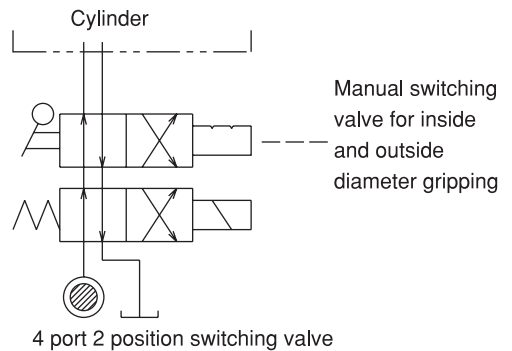 Cylinder
Manual switching
valve for inside
and outside
diameter gripping
4 port 2 position switching valve